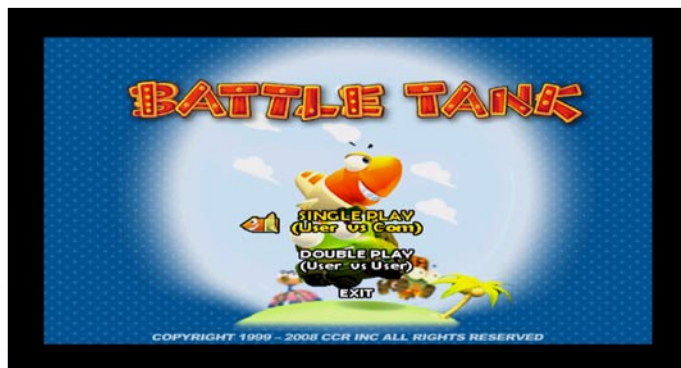 BATTLE TANK
SINGLE PLAY
(User vs Com)
DOUBLE PLAY
(User vs User)
EXIT
COPYRIGHT 1999 – 2008 CCR INC ALL RIGHTS RESERVED